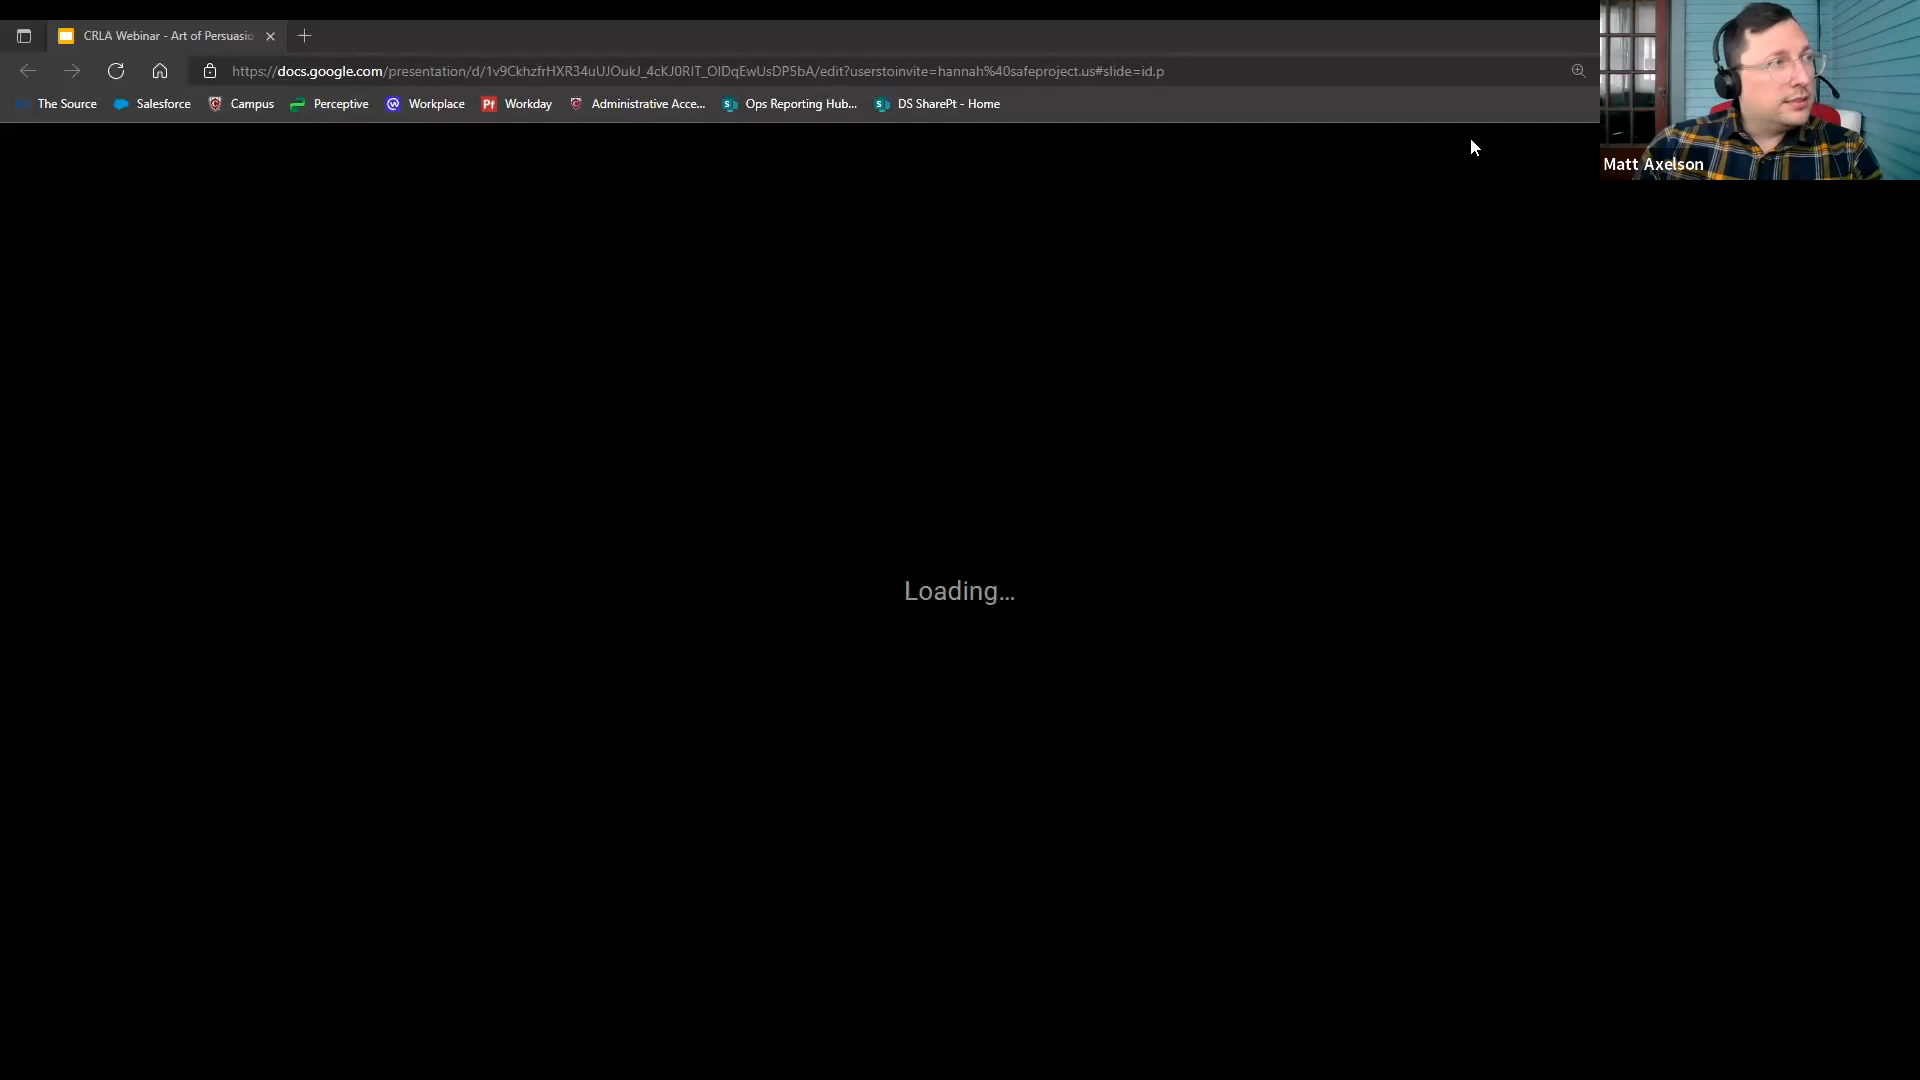 CRLA Webinar - Art of Persuasio
https://docs.google.com/presentation/d/1v9CkhzfrHXR34uUJOukJ_4cKJ0RIT_OIDqEwUsDP5bA/edit?userstoinvite=hannah%40safeproject.us#slide=id.p
The Source Salesforce Campus Perceptive Workplace Workday Administrative Acce... Ops Reporting Hub... DS SharePt - Home
Matt Axelson
Loading...